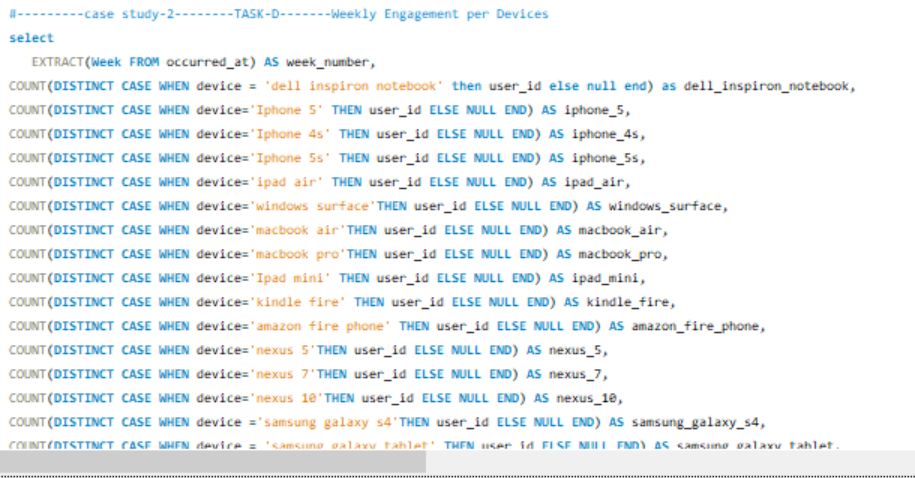 #---------case study-2--------TASK-D-------Weekly Engagement per Devices
select
EXTRACT(Week FROM occurred_at) AS week_number,
COUNT(DISTINCT CASE WHEN device = 'dell inspiron notebook' then user_id else null end) as dell_inspiron_notebook,
COUNT(DISTINCT CASE WHEN device='Iphone 5' THEN user_id ELSE NULL END) AS iphone_5,
COUNT(DISTINCT CASE WHEN device='Iphone 4s' THEN user_id ELSE NULL END) AS iphone_4s,
COUNT(DISTINCT CASE WHEN device='Iphone 5s' THEN user_id ELSE NULL END) AS iphone_5s,
COUNT(DISTINCT CASE WHEN device='ipad air' THEN user_id ELSE NULL END) AS ipad_air,
COUNT(DISTINCT CASE WHEN device='windows surface'THEN user_id ELSE NULL END) AS windows_surface,
COUNT(DISTINCT CASE WHEN device='macbook air'THEN user_id ELSE NULL END) AS macbook_air,
COUNT(DISTINCT CASE WHEN device='macbook pro'THEN user_id ELSE NULL END) AS macbook_pro,
COUNT(DISTINCT CASE WHEN device='Ipad mini' THEN user_id ELSE NULL END) AS ipad_mini,
COUNT(DISTINCT CASE WHEN device='kindle fire' THEN user_id ELSE NULL END) AS kindle_fire,
COUNT(DISTINCT CASE WHEN device='amazon fire phone' THEN user_id ELSE NULL END) AS amazon_fire_phone,
COUNT(DISTINCT CASE WHEN device='nexus 5'THEN user_id ELSE NULL END) AS nexus_5,
COUNT(DISTINCT CASE WHEN device='nexus 7'THEN user_id ELSE NULL END) AS nexus_7,
COUNT(DISTINCT CASE WHEN device='nexus 10'THEN user_id ELSE NULL END) AS nexus_10,
COUNT(DISTINCT CASE WHEN device ='samsung galaxy s4'THEN user_id ELSE NULL END) AS samsung_galaxy_s4,
COUNT(DISTINCT CASE WHEN device = 'samsung galaxy tablet' THEN user_id ELSE NULL END) AS samsung_galaxy_tablet,